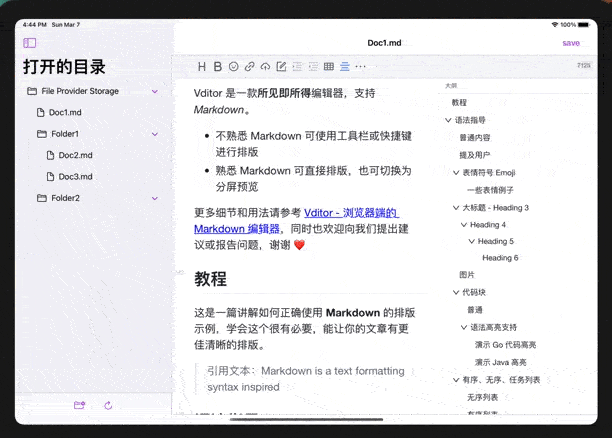 4:44 PM Sun Mar 7
100%
打开的目录
File Provider Storage
Doc1.md
Folder1
Doc2.md
Doc3.md
Folder2
Doc1.md
save
H B
7125
Vditor 是一款所见即所得编辑器，支持
Markdown。
不熟悉 Markdown 可使用工具栏或快捷键
进行排版
熟悉 Markdown 可直接排版，也可切换为
分屏预览
更多细节和用法请参考 Vditor - 浏览器端的
Markdown 编辑器，同时也欢迎向我们提出建
议或报告问题，谢谢 ❤️
教程
这是一篇讲解如何正确使用 Markdown 的排版
示例，学会这个很有必要，能让你的文章有更
佳清晰的排版。
引用文本：Markdown is a text formatting
syntax inspired
大纲
教程
语法指导
普通内容
提及用户
表情符号 Emoji
一些表情例子
大标题 - Heading 3
Heading 4
Heading 5
Heading 6
图片
代码块
普通
语法高亮支持
演示 Go 代码高亮
演示 Java 高亮
有序、无序、任务列表
无序列表